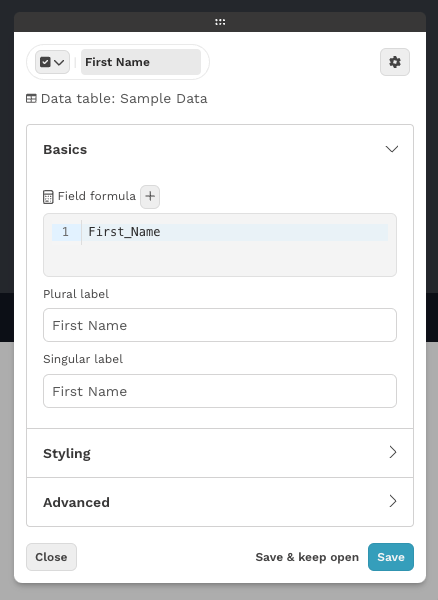 First Name
Data table: Sample Data
Basics
Field formula
1 First_Name
Plural label
First Name
Singular label
First Name
Styling
Advanced
Close Save & keep open Save